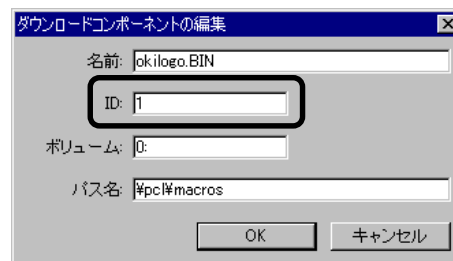 ダウンロードコンポーネントの編集
名前: okilogo.BIN
ID: 1
ボリューム: 0:
パス名: ¥pcl¥macros
OK キャンセル